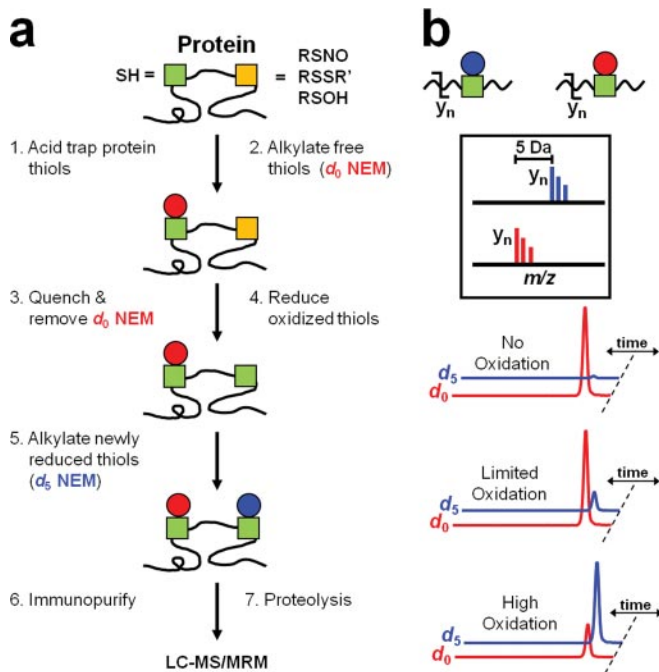 a
Protein
SH =
=
RSNO
RSSR'
RSOH
1. Acid trap protein
thiols
2. Alkylate free
thiols (d₀ NEM)
3. Quench &
remove d₀ NEM
4. Reduce
oxidized thiols
5. Alkylate newly
reduced thiols
(d₅ NEM)
6. Immunopurify
7. Proteolysis
LC-MS/MRM
b
yₙ
yₙ
5 Da
yₙ
yₙ
m/z
No
Oxidation
time
d₅
d₀
Limited
Oxidation
time
d₅
d₀
High
Oxidation
time
d₅
d₀